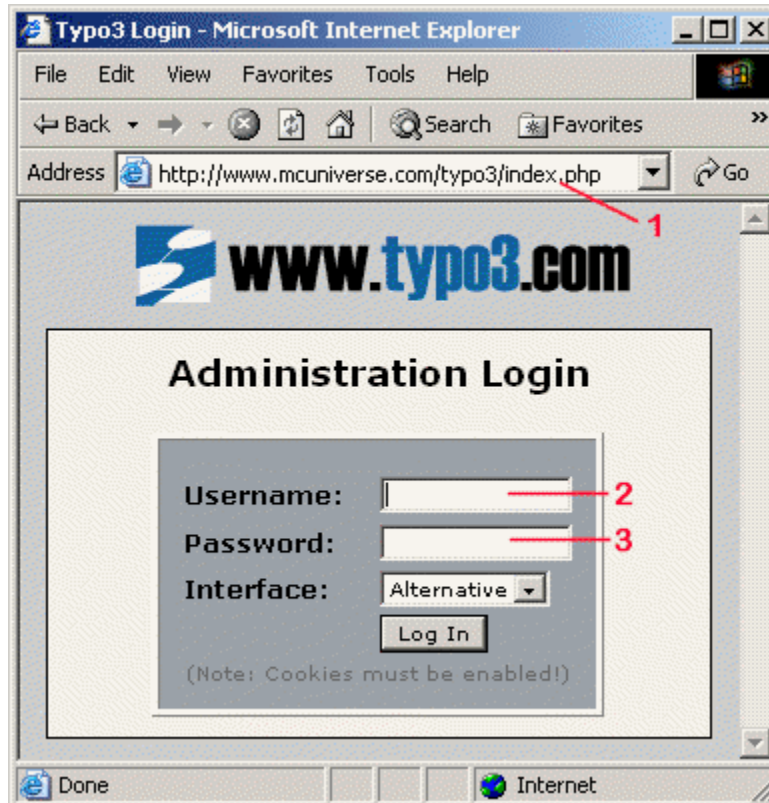 Typo3 Login - Microsoft Internet Explorer
File Edit View Favorites Tools Help
Back Search Favorites »
Address http://www.mcuniverse.com/typo3/index.php Go
1
www.typo3.com
Administration Login
Username: 2
Password: 3
Interface: Alternative
Log In
(Note: Cookies must be enabled!)
Done Internet